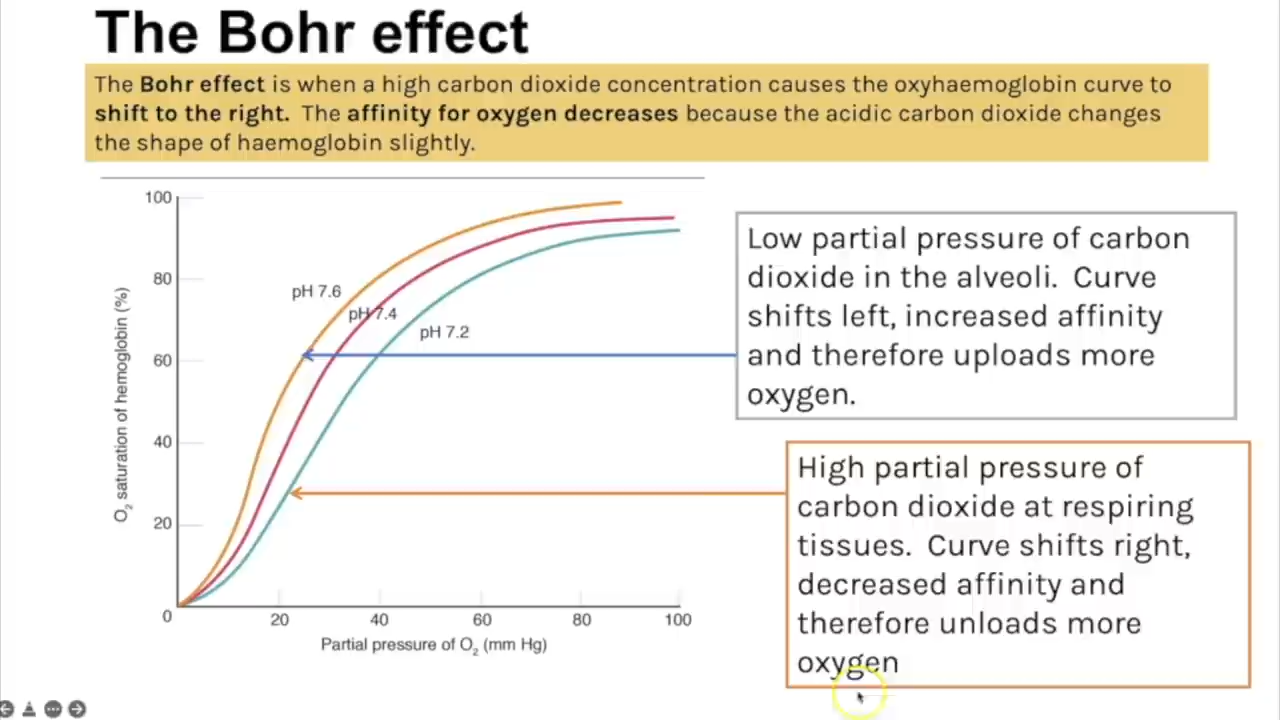 The Bohr effect
The Bohr effect is when a high carbon dioxide concentration causes the oxyhaemoglobin curve to
shift to the right. The affinity for oxygen decreases because the acidic carbon dioxide changes
the shape of haemoglobin slightly.
100
80
60
40
20
0
O2 saturation of hemoglobin (%)
pH 7.6
pH 7.4
pH 7.2
20
40
60
80
100
Partial pressure of O2 (mm Hg)
Low partial pressure of carbon
dioxide in the alveoli. Curve
shifts left, increased affinity
and therefore uploads more
oxygen.
High partial pressure of
carbon dioxide at respiring
tissues. Curve shifts right,
decreased affinity and
therefore unloads more
oxygen